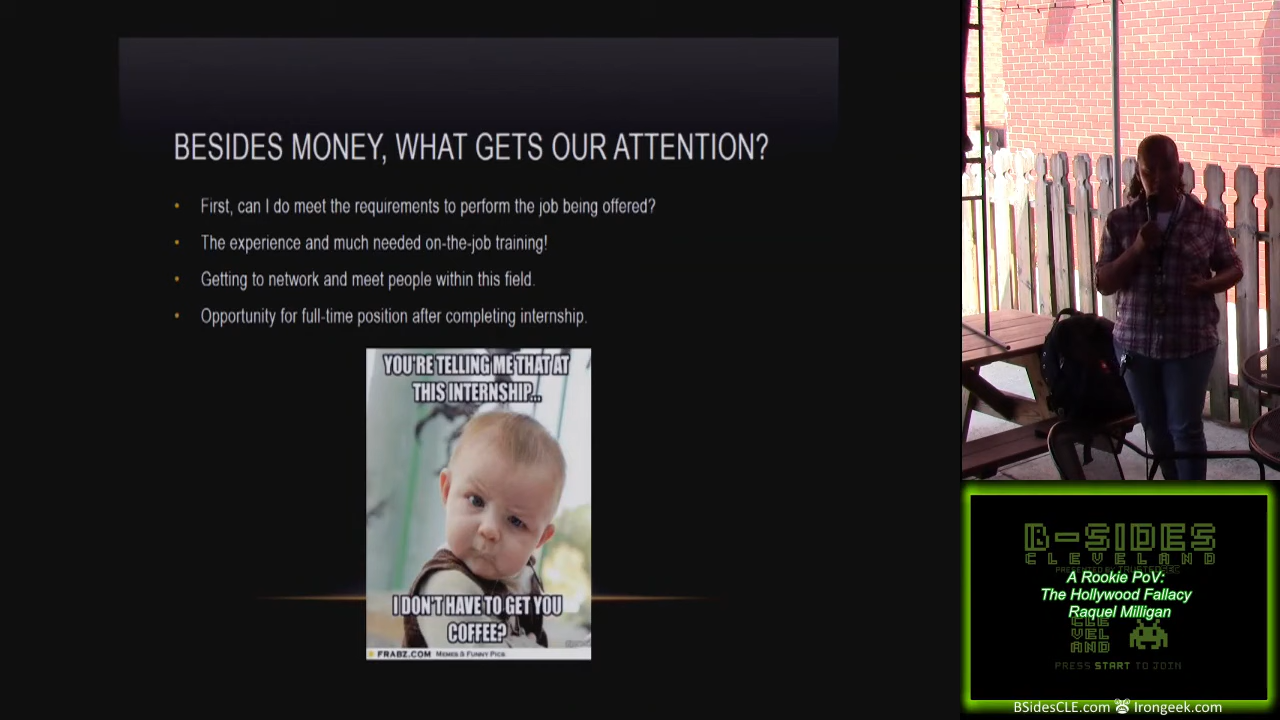 BESIDES MONEY, WHAT GETS OUR ATTENTION?
• First, can I do meet the requirements to perform the job being offered?
• The experience and much needed on-the-job training!
• Getting to network and meet people within this field.
• Opportunity for full-time position after completing internship.
YOU'RE TELLING ME THAT AT
THIS INTERNSHIP...
I DON'T HAVE TO GET YOU
COFFEE?
FRABZ.COM MEMES & FUNNY PICS
B-SIDES
CLEVELAND
PRESENTED BY TRUSTEDSEC
A Rookie PoV:
The Hollywood Fallacy
Raquel Milligan
CLE
VEL
AND
PRESS START TO JOIN
BSidesCLE.com Irongeek.com